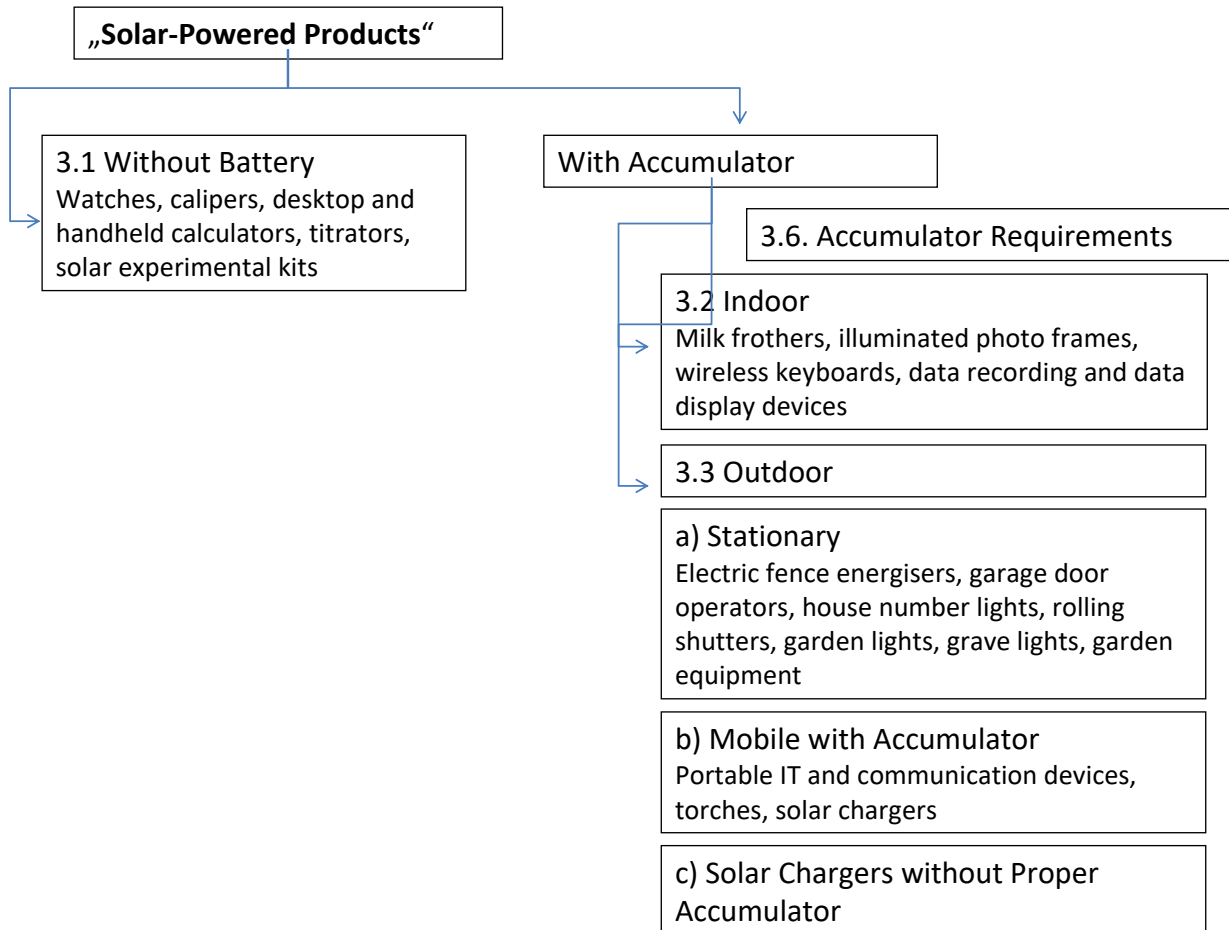 „Solar-Powered Products“
3.1 Without Battery
Watches, calipers, desktop and
handheld calculators, titrators,
solar experimental kits
With Accumulator
3.6. Accumulator Requirements
3.2 Indoor
Milk frothers, illuminated photo frames,
wireless keyboards, data recording and data
display devices
3.3 Outdoor
a) Stationary
Electric fence energisers, garage door
operators, house number lights, rolling
shutters, garden lights, grave lights, garden
equipment
b) Mobile with Accumulator
Portable IT and communication devices,
torches, solar chargers
c) Solar Chargers without Proper
Accumulator